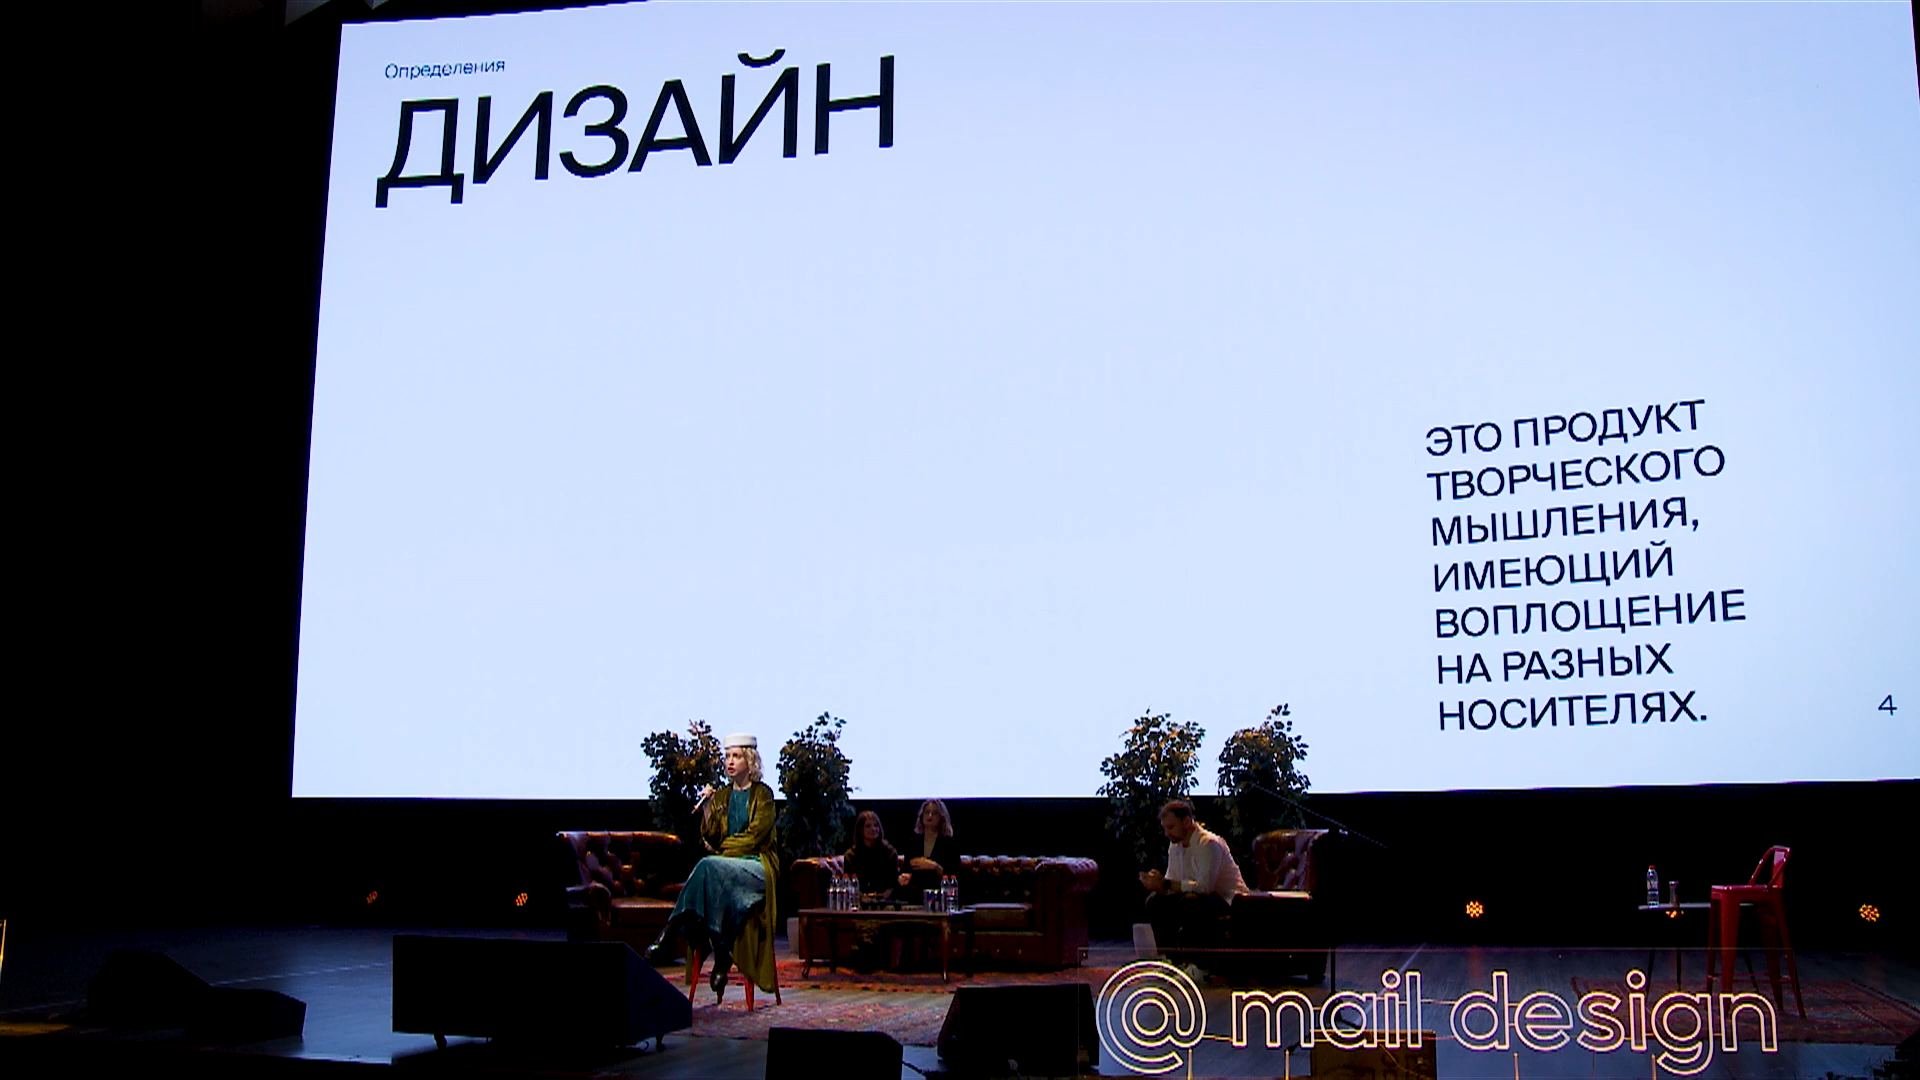 Определения
ДИЗАЙН
ЭТО ПРОДУКТ
ТВОРЧЕСКОГО
МЫШЛЕНИЯ,
ИМЕЮЩИЙ
ВОПЛОЩЕНИЕ
НА РАЗНЫХ
НОСИТЕЛЯХ.
4
@mail design